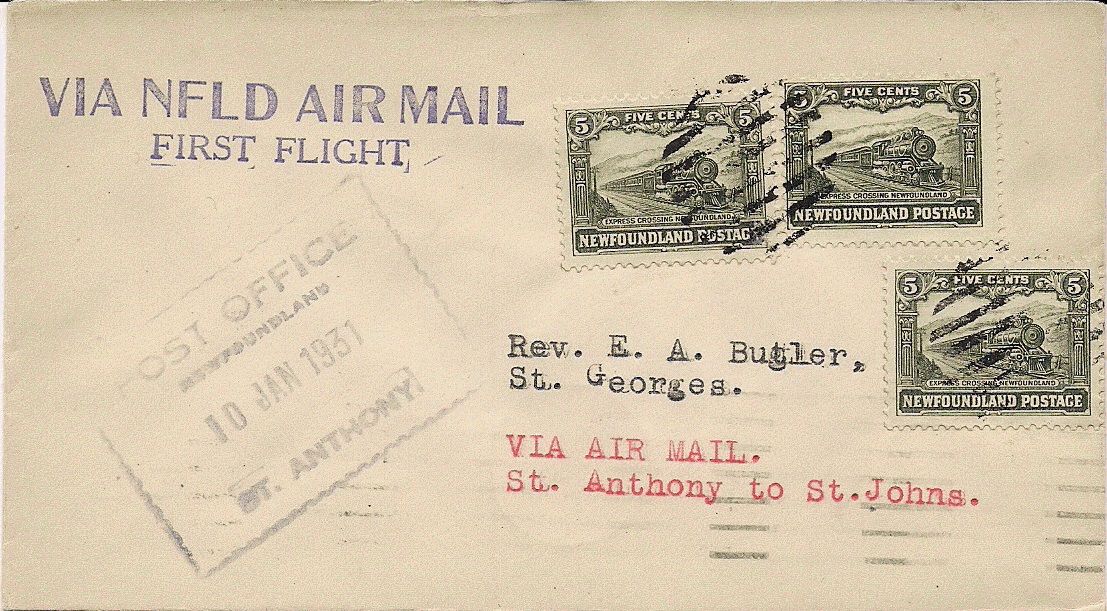 VIA NFLD AIR MAIL
FIRST FLIGHT
5 FIVE CENTS 5
EXPRESS CROSSING NEWFOUNDLAND
NEWFOUNDLAND POSTAGE
5 FIVE CENTS 5
EXPRESS CROSSING NEWFOUNDLAND
NEWFOUNDLAND POSTAGE
5 FIVE CENTS 5
EXPRESS CROSSING NEWFOUNDLAND
NEWFOUNDLAND POSTAGE
POST OFFICE
NEWFOUNDLAND
10 JAN 1931
ST. ANTHONY
Rev. E. A. Butler,
St. Georges.
VIA AIR MAIL.
St. Anthony to St.Johns.